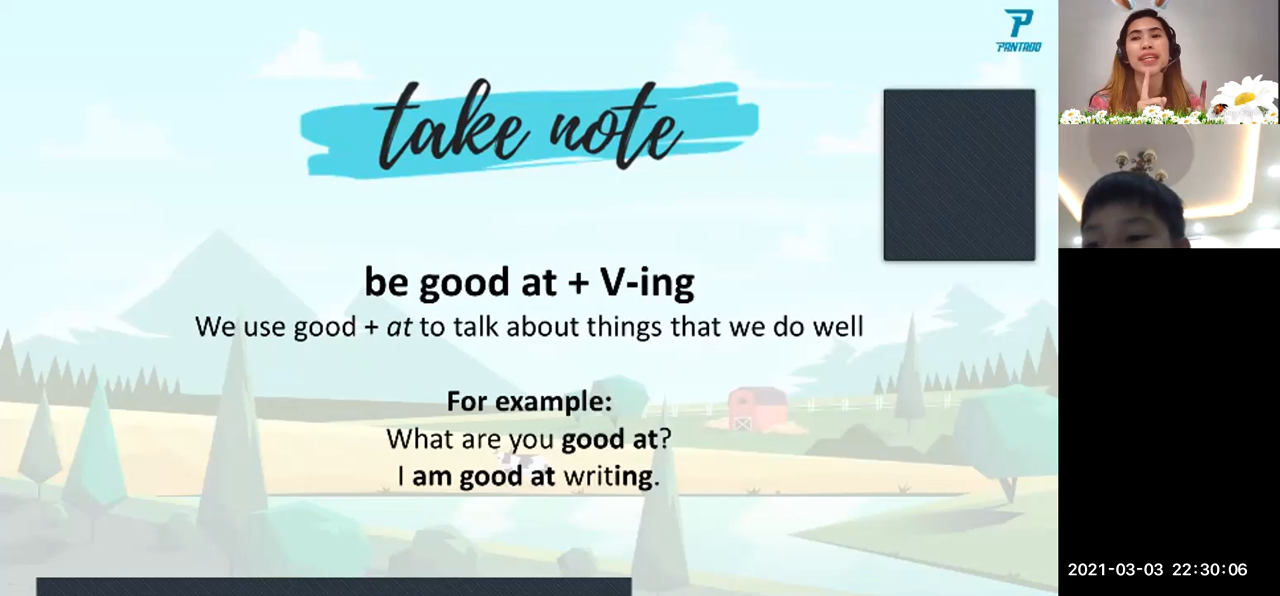 PANTADO
take note
be good at + V-ing
We use good + at to talk about things that we do well
For example:
What are you good at?
I am good at writing.
2021-03-03 22:30:06